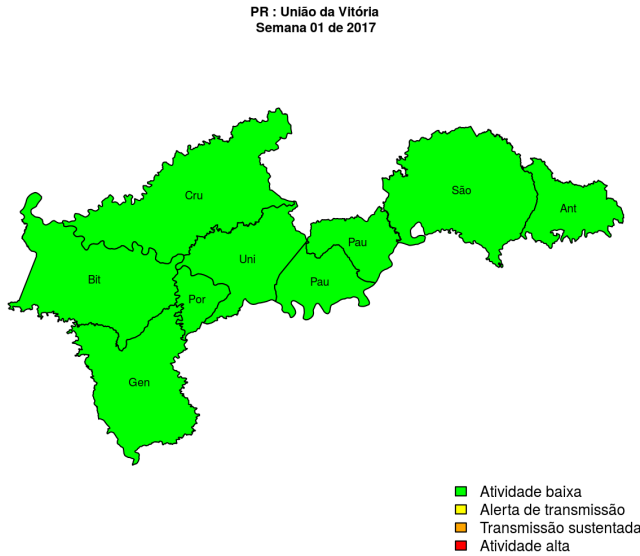 PR : União da Vitória
Semana 01 de 2017
Cru
São
Ant
Pau
Uni
Bit
Pau
Por
Gen
Atividade baixa
Alerta de transmissão
Transmissão sustentada
Atividade alta